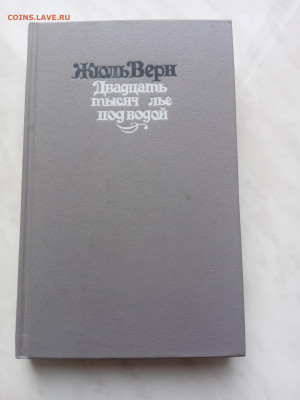 COINS.LAVE.RU
Жюль Верн
Двадцать
тысяч лье
под водой